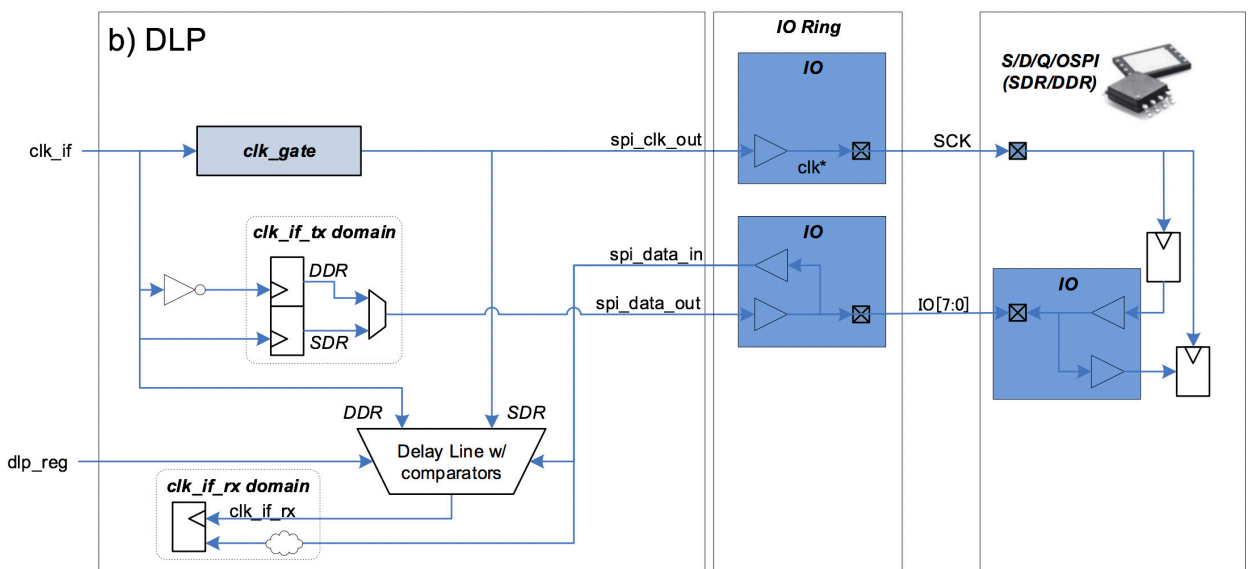 b) DLP
IO Ring
IO
S/D/Q/OSPI
(SDR/DDR)
clk_if
clk_gate
spi_clk_out
clk*
SCK
clk_if_tx domain
DDR
SDR
spi_data_in
spi_data_out
IO
IO[7:0]
IO
DDR
SDR
Delay Line w/
comparators
dlp_reg
clk_if_rx domain
clk_if_rx